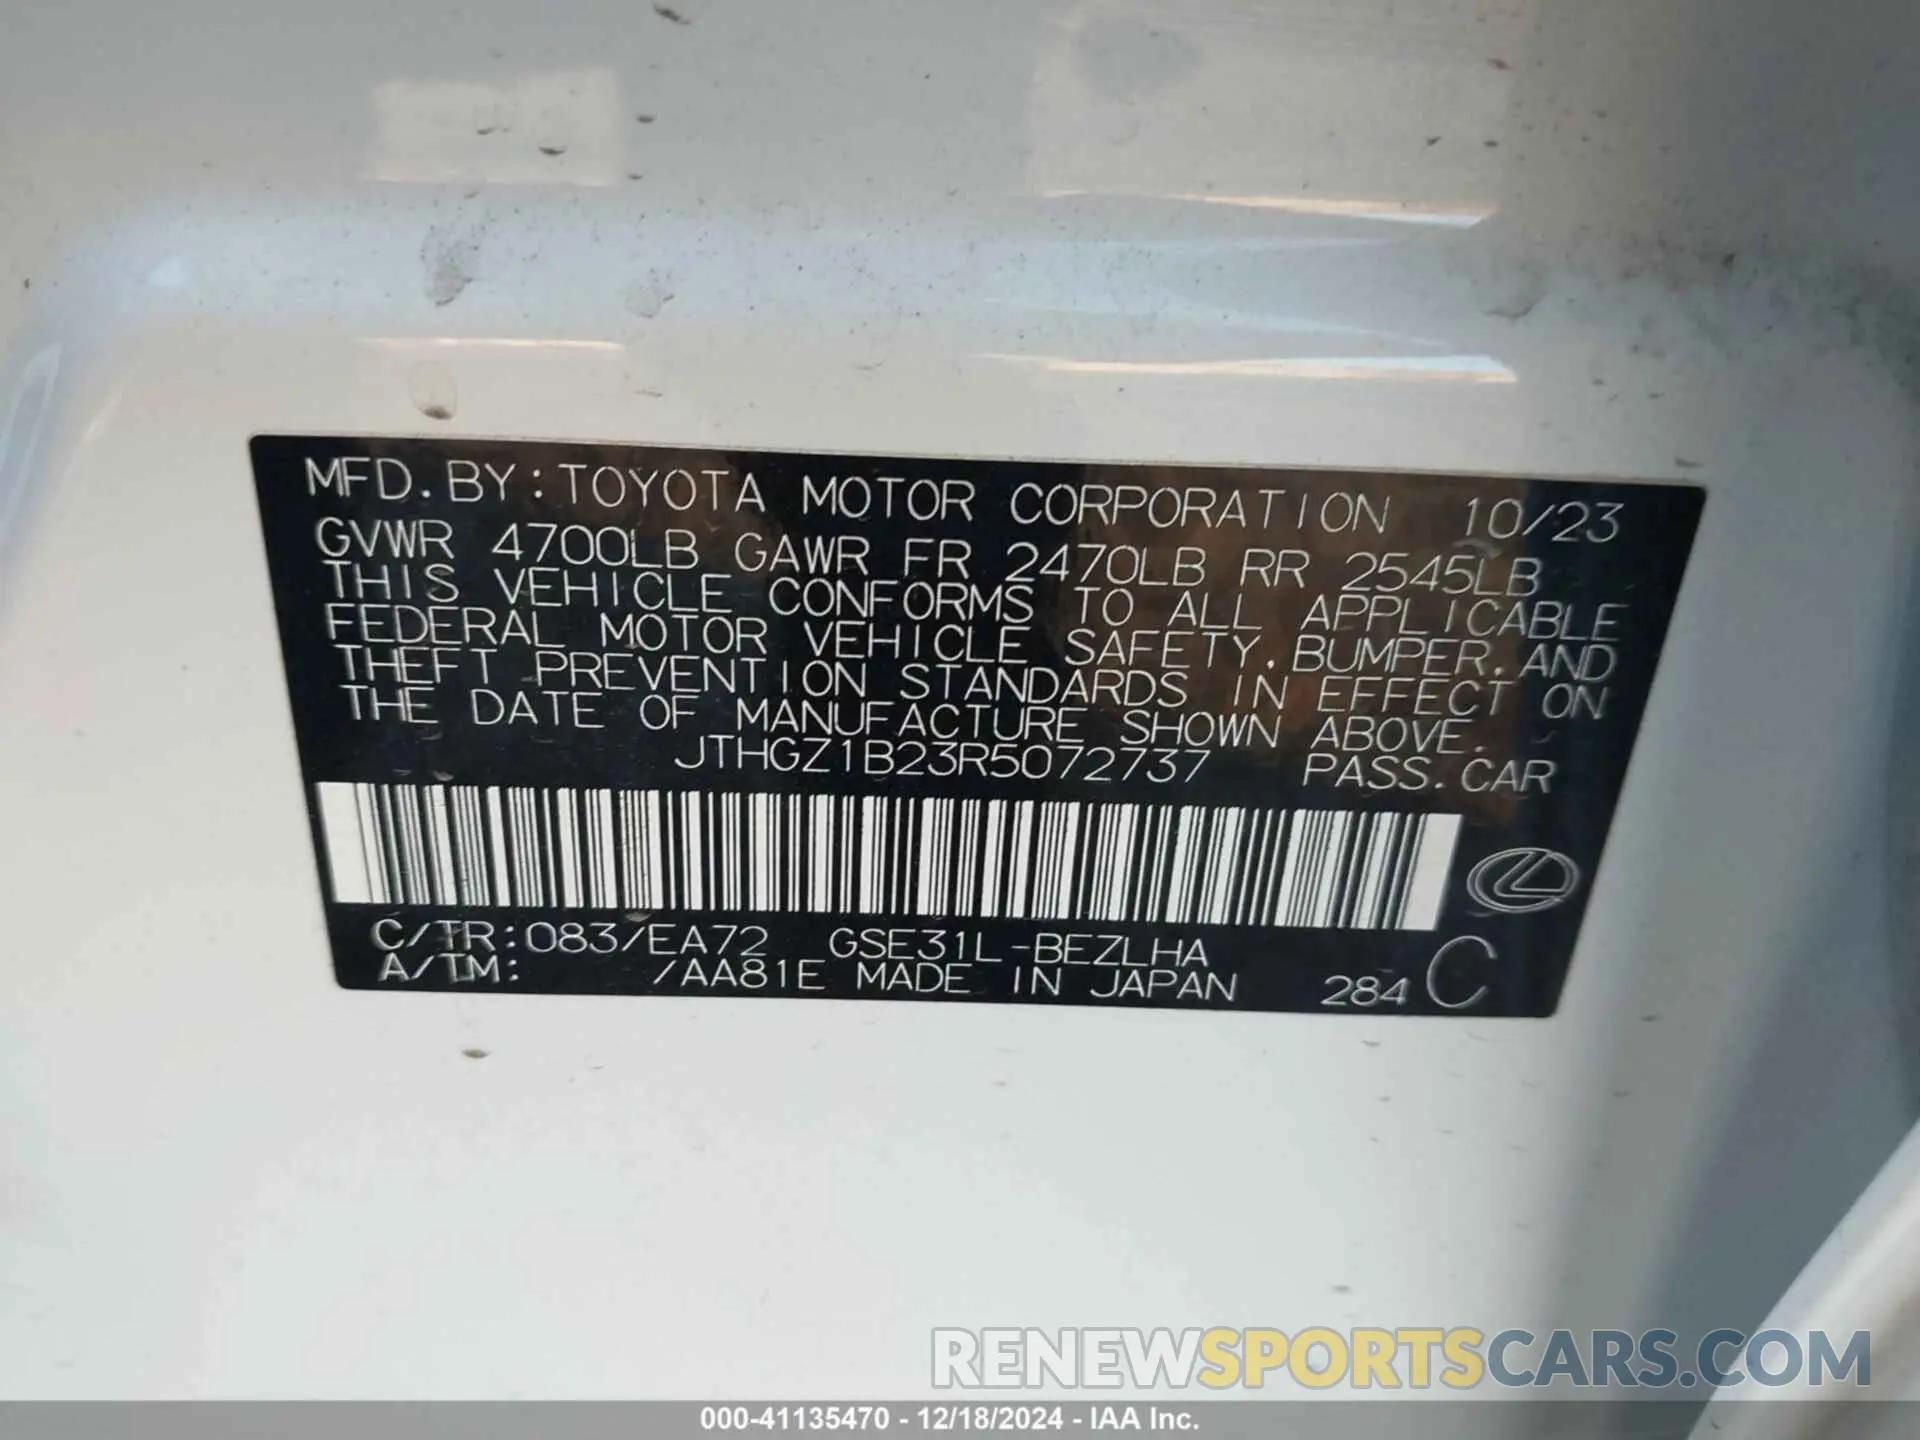 MFD. BY: TOYOTA MOTOR CORPORATION 10/23
GVWR 4700LB GAWR FR 2470LB RR 2545LB
THIS VEHICLE CONFORMS TO ALL APPLICABLE
FEDERAL MOTOR VEHICLE SAFETY, BUMPER, AND
THEFT PREVENTION STANDARDS IN EFFECT ON
THE DATE OF MANUFACTURE SHOWN ABOVE.
JTHGZ1B23R5072737 PASS. CAR
C/TR: 083/EA72 GSE31L-BEZLHA
A/TM: /AA81E MADE IN JAPAN 284 C
RENEWSPORTSCARS.COM
000-41135470 - 12/18/2024 - IAA Inc.